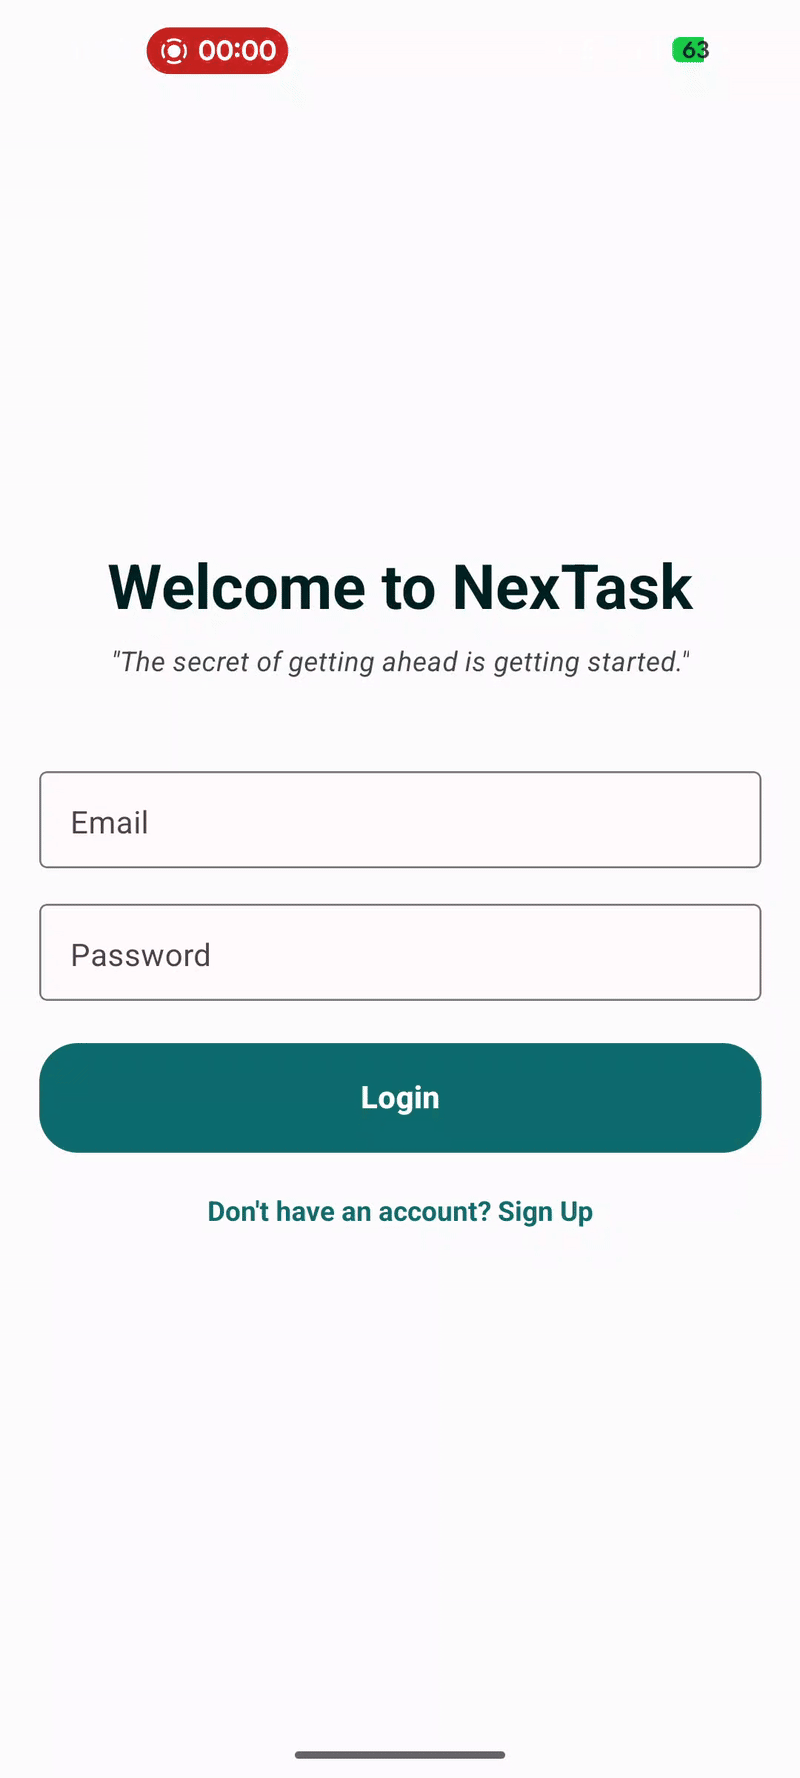 00:00
63
Welcome to NexTask
"The secret of getting ahead is getting started."
Email
Password
Login
Don't have an account? Sign Up